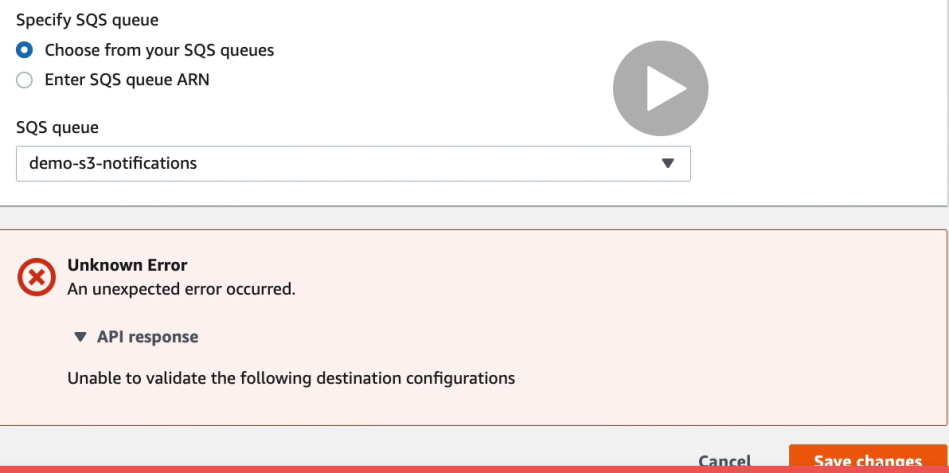 Specify SQS queue
Choose from your SQS queues
Enter SQS queue ARN
SQS queue
demo-s3-notifications
Unknown Error
An unexpected error occurred.
API response
Unable to validate the following destination configurations
Cancel Save changes